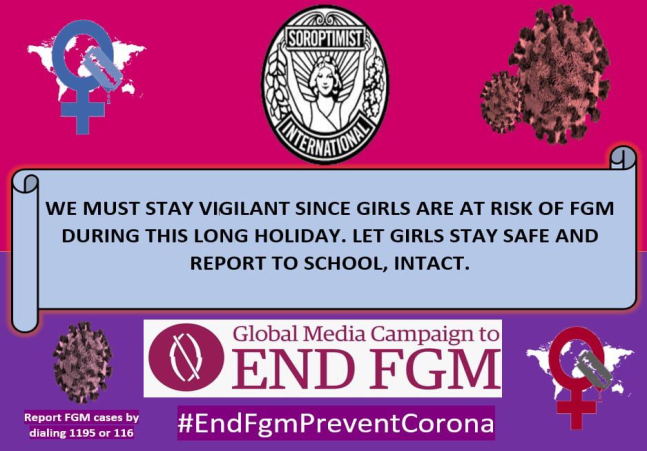 SOROPTIMIST
INTERNATIONAL
WE MUST STAY VIGILANT SINCE GIRLS ARE AT RISK OF FGM
DURING THIS LONG HOLIDAY. LET GIRLS STAY SAFE AND
REPORT TO SCHOOL, INTACT.
Global Media Campaign to
END FGM
Report FGM cases by
dialing 1195 or 116
#EndFgmPreventCorona